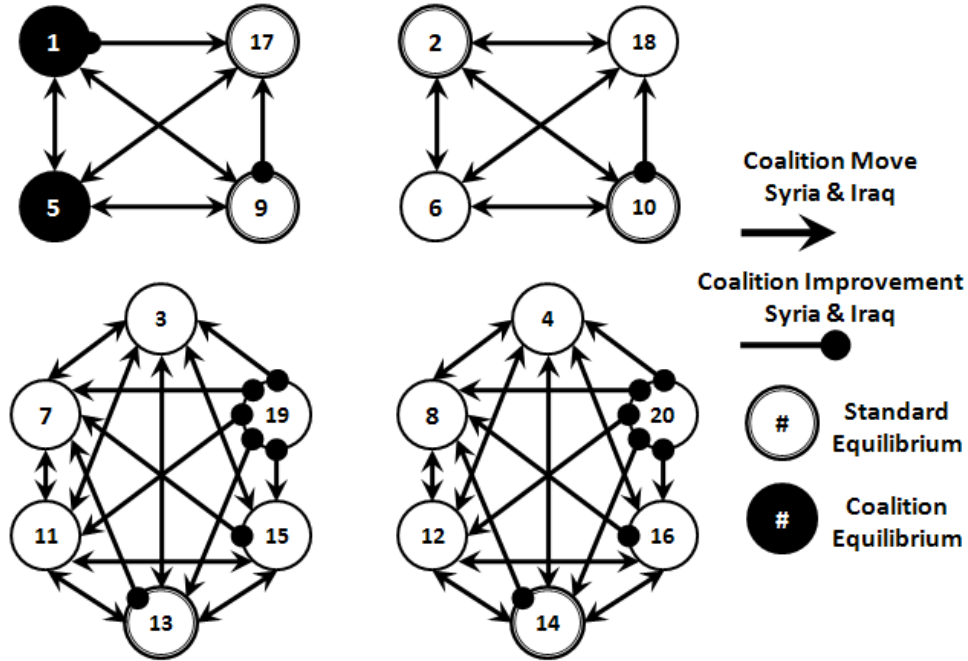 1
17
2
18
5
9
6
10
Coalition Move
Syria & Iraq
Coalition Improvement
Syria & Iraq
#
Standard
Equilibrium
#
Coalition
Equilibrium
3
7
19
11
15
13
4
8
20
12
16
14